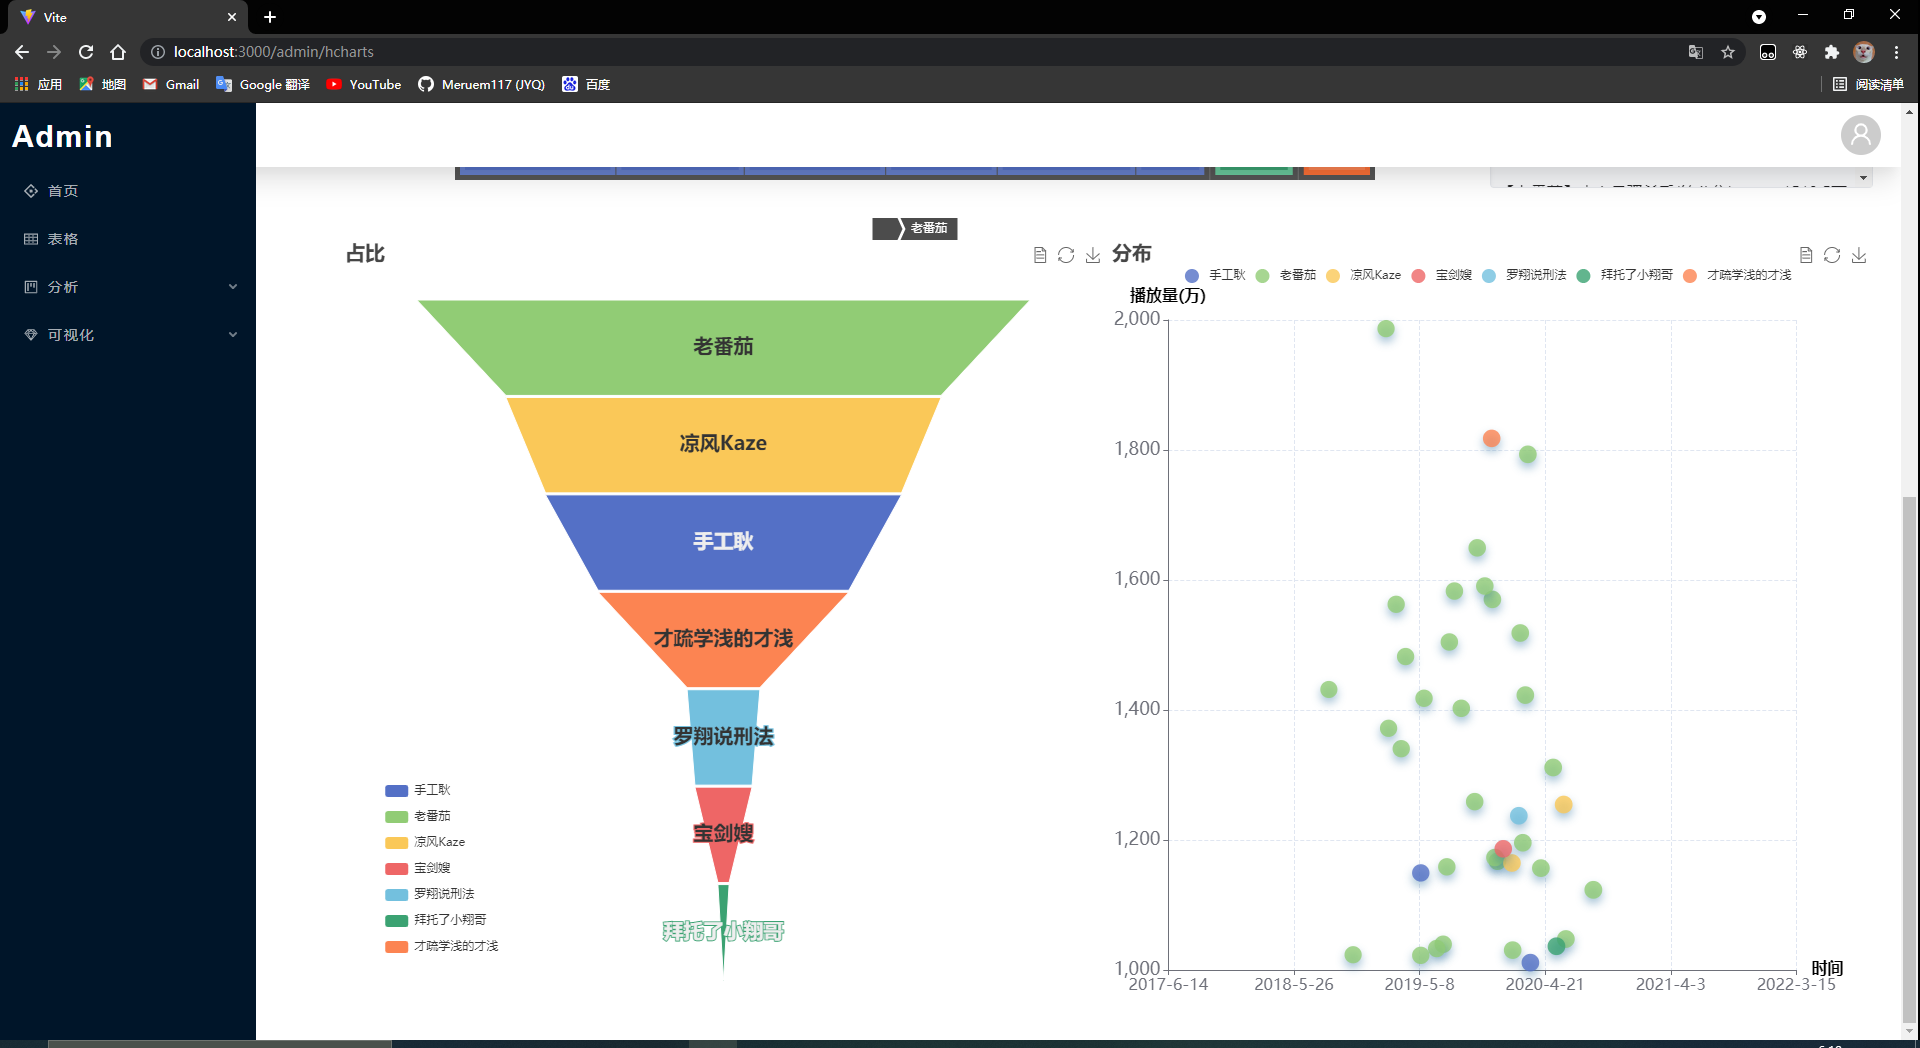 Vite
localhost:3000/admin/hcharts
应用 地图 Gmail Google 翻译 YouTube Meruem117 (JYQ) 百度 阅读清单
Admin
首页
表格
分析
可视化
老番茄
占比
老番茄
凉风Kaze
手工耿
才疏学浅的才浅
罗翔说刑法
宝剑嫂
拜托了小翔哥
手工耿
老番茄
凉风Kaze
宝剑嫂
罗翔说刑法
拜托了小翔哥
才疏学浅的才浅
分布
手工耿 老番茄 凉风Kaze 宝剑嫂 罗翔说刑法 拜托了小翔哥 才疏学浅的才浅
播放量(万)
2,000
1,800
1,600
1,400
1,200
1,000
时间
2017-6-14 2018-5-26 2019-5-8 2020-4-21 2021-4-3 2022-3-15